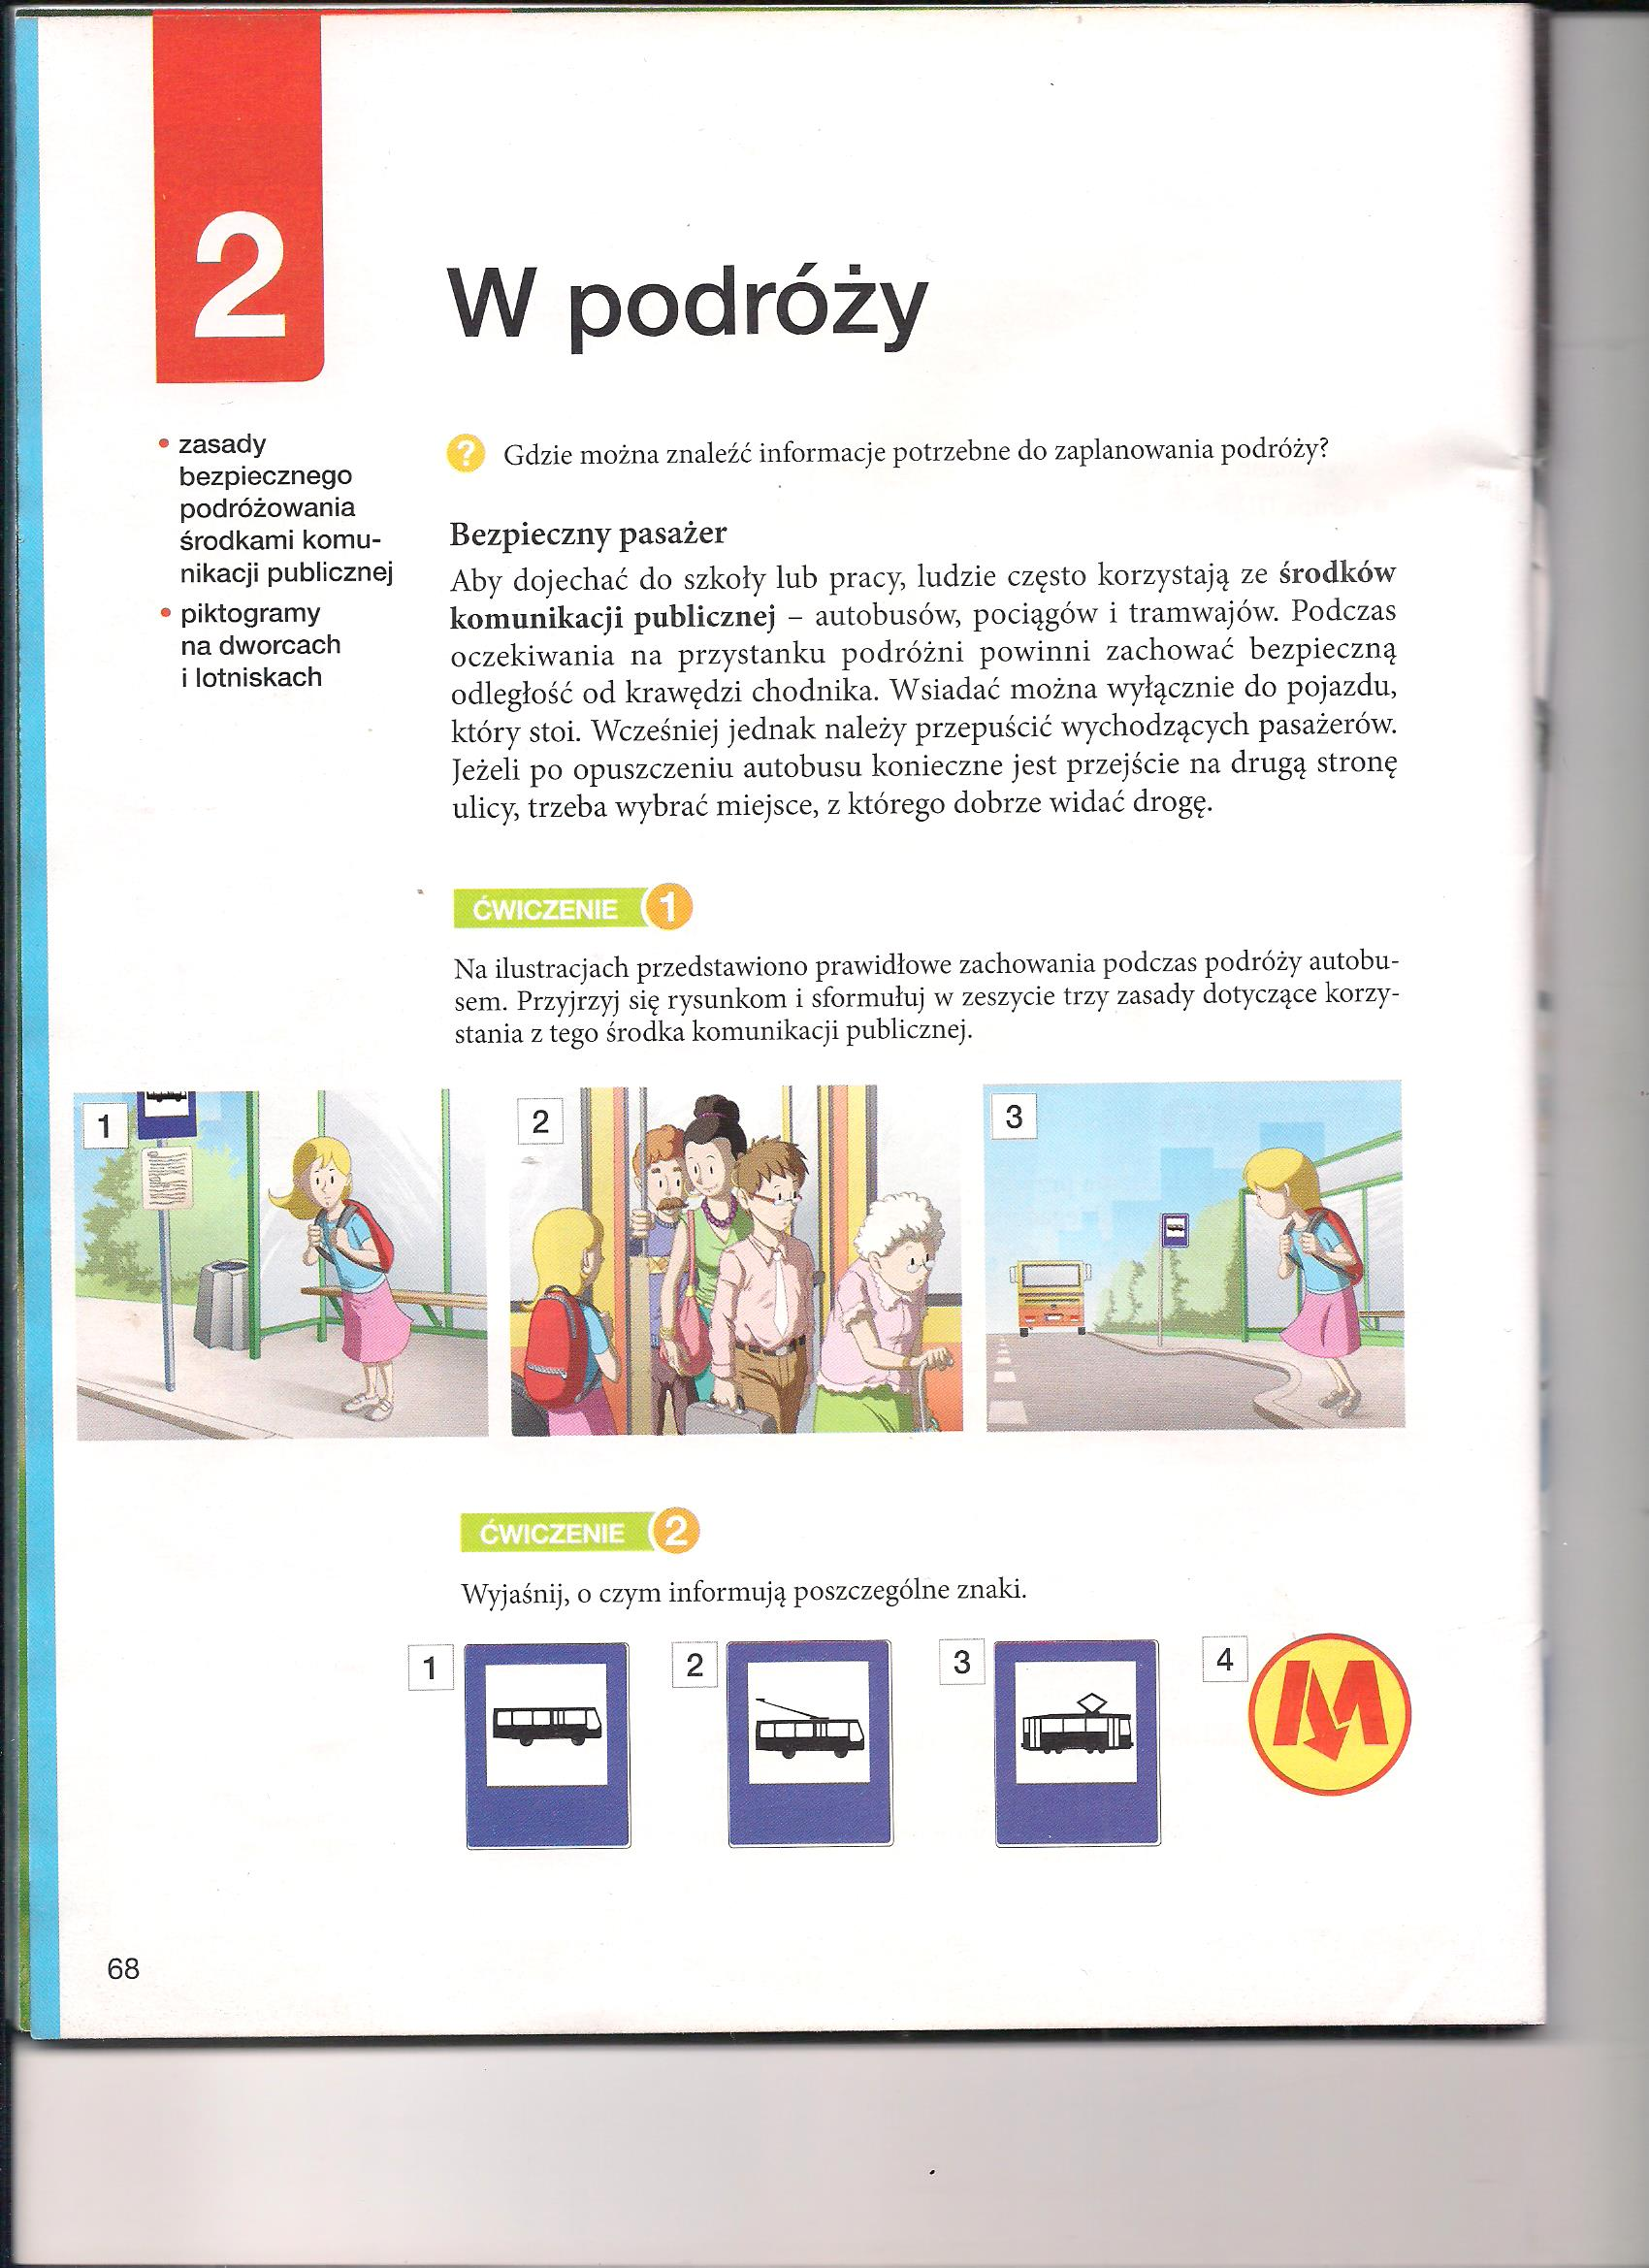 2
W podróży
• zasady
bezpiecznego
podróżowania
środkami komu-
nikacji publicznej
• piktogramy
na dworcach
i lotniskach
? Gdzie można znaleźć informacje potrzebne do zaplanowania podróży?
Bezpieczny pasażer
Aby dojechać do szkoły lub pracy, ludzie często korzystają ze środków
komunikacji publicznej – autobusów, pociągów i tramwajów. Podczas
oczekiwania na przystanku podróżni powinni zachować bezpieczną
odległość od krawędzi chodnika. Wsiadać można wyłącznie do pojazdu,
który stoi. Wcześniej jednak należy przepuścić wychodzących pasażerów.
Jeżeli po opuszczeniu autobusu konieczne jest przejście na drugą stronę
ulicy, trzeba wybrać miejsce, z którego dobrze widać drogę.
ĆWICZENIE 1
Na ilustracjach przedstawiono prawidłowe zachowania podczas podróży autobu-
sem. Przyjrzyj się rysunkom i sformułuj w zeszycie trzy zasady dotyczące korzy-
stania z tego środka komunikacji publicznej.
1
2
3
ĆWICZENIE 2
Wyjaśnij, o czym informują poszczególne znaki.
1
2
3
4
M
68